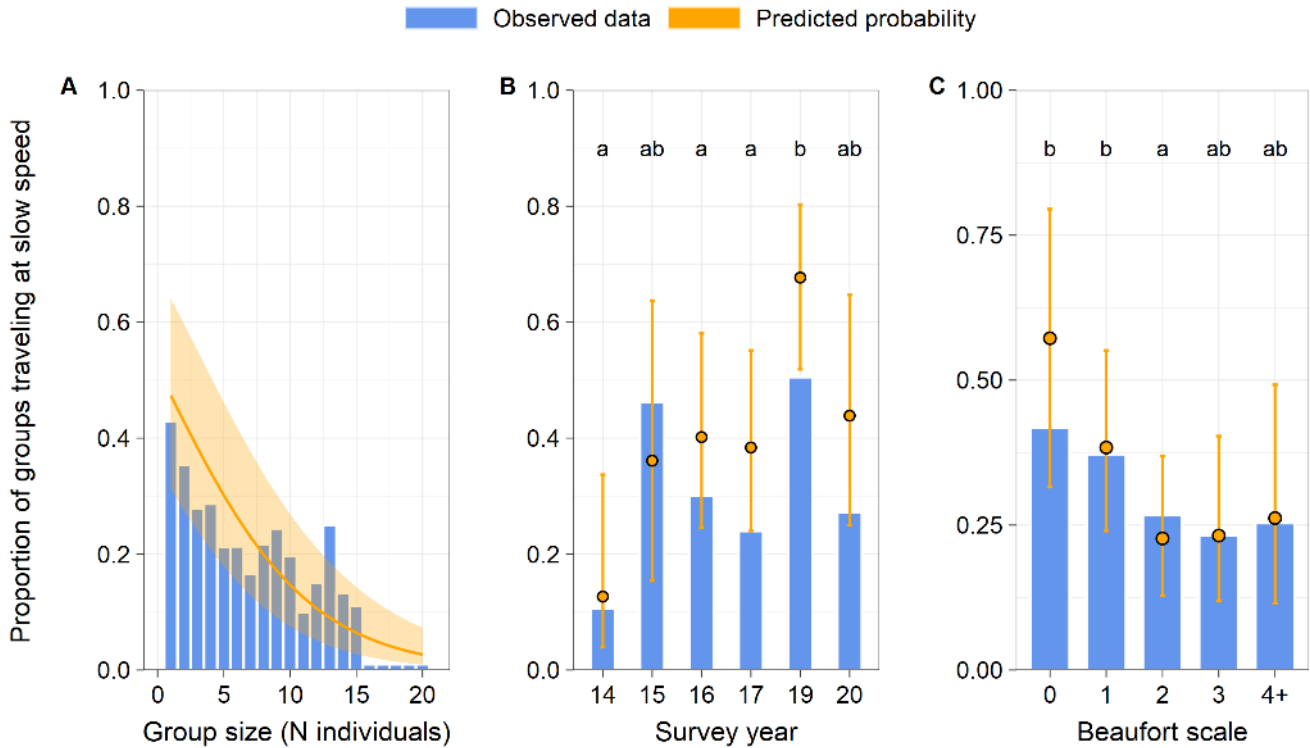 Observed data Predicted probability
A B C
Proportion of groups traveling at slow speed
1.0
0.8
0.6
0.4
0.2
0.0
0 5 10 15 20
Group size (N individuals)
1.0
0.8
0.6
0.4
0.2
0.0
a ab a a b ab
14 15 16 17 19 20
Survey year
1.00
0.75
0.50
0.25
0.00
b b a ab ab
0 1 2 3 4+
Beaufort scale